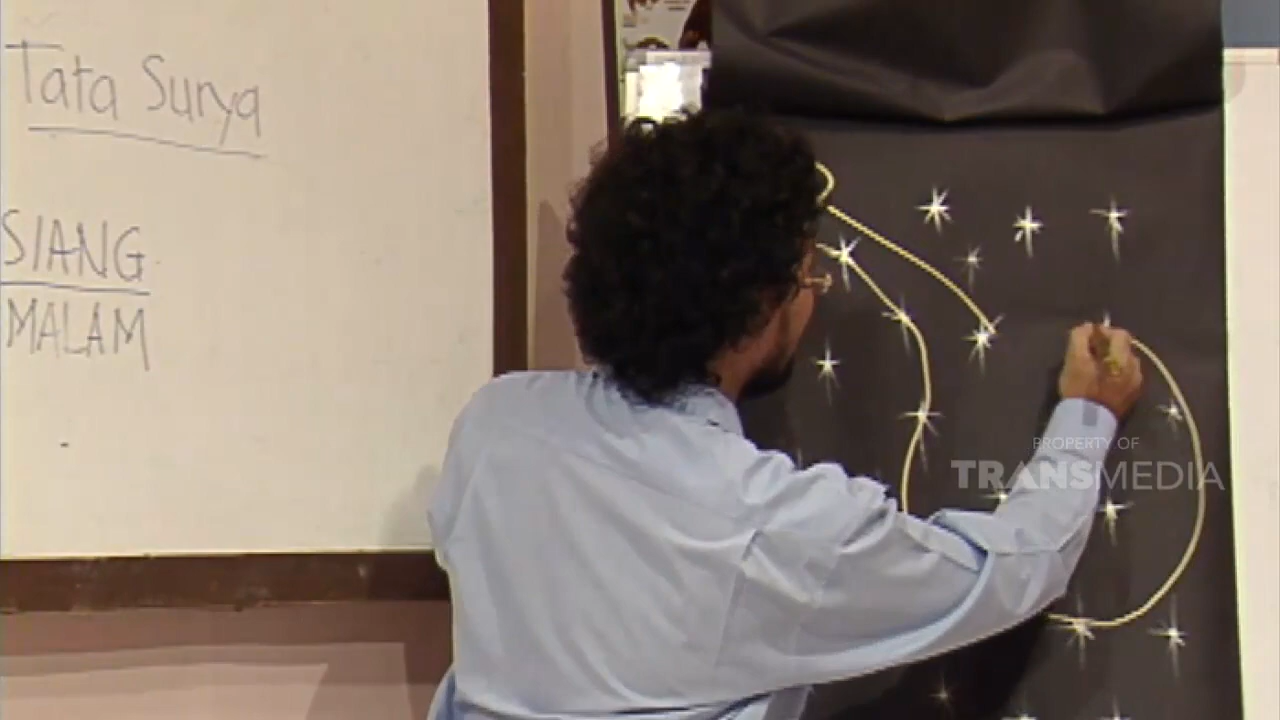 Tata Surya
SIANG
MALAM
PROPERTY OF
TRANSMEDIA